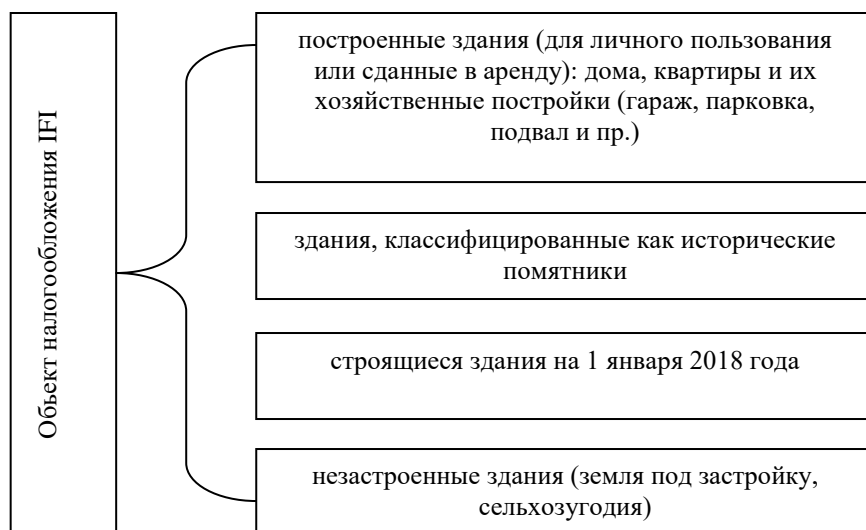 Обьект налогообложения IFI
построенные здания (для личного пользования
или сданные в аренду): дома, квартиры и их
хозяйственные постройки (гараж, парковка,
подвал и пр.)
здания, классифицированные как исторические
помятники
строящиеся здания на 1 января 2018 года
незастроенные здания (земля под застройку,
сельхозугодия)